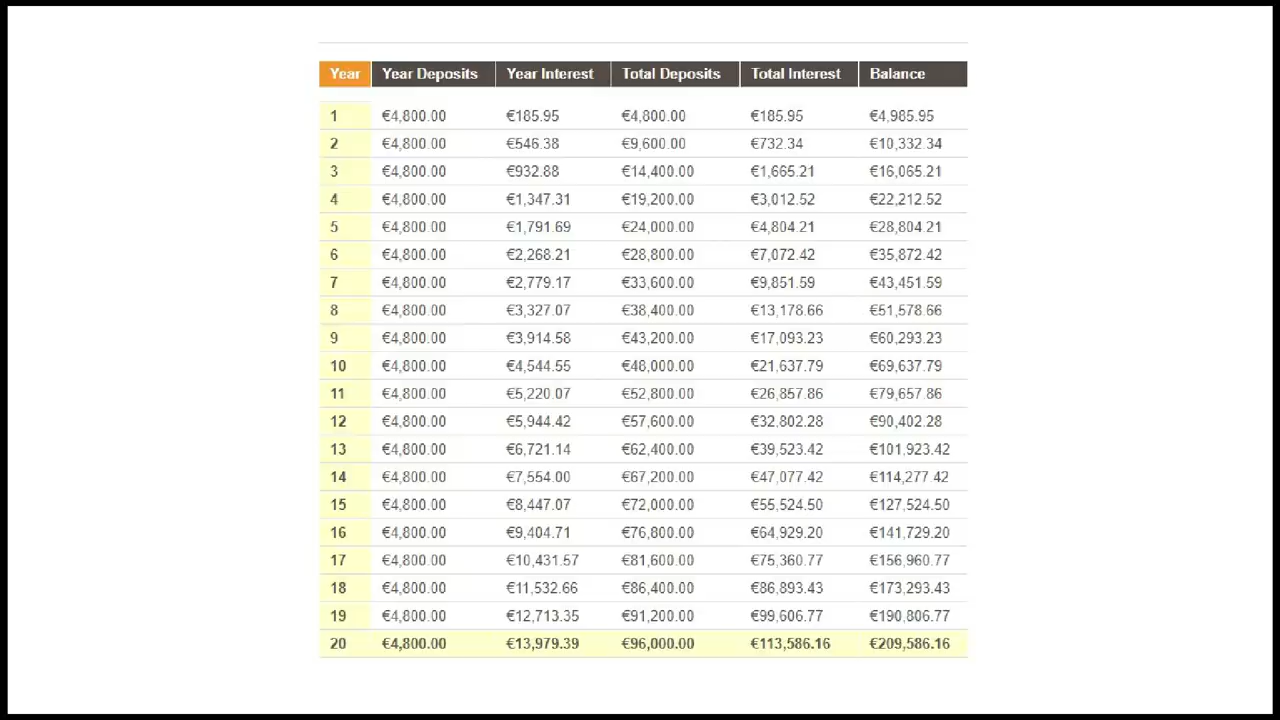 Year Year Deposits Year Interest Total Deposits Total Interest Balance
1 €4,800.00 €185.95 €4,800.00 €185.95 €4,985.95
2 €4,800.00 €546.38 €9,600.00 €732.34 €10,332.34
3 €4,800.00 €932.88 €14,400.00 €1,665.21 €16,065.21
4 €4,800.00 €1,347.31 €19,200.00 €3,012.52 €22,212.52
5 €4,800.00 €1,791.69 €24,000.00 €4,804.21 €28,804.21
6 €4,800.00 €2,268.21 €28,800.00 €7,072.42 €35,872.42
7 €4,800.00 €2,779.17 €33,600.00 €9,851.59 €43,451.59
8 €4,800.00 €3,327.07 €38,400.00 €13,178.66 €51,578.66
9 €4,800.00 €3,914.58 €43,200.00 €17,093.23 €60,293.23
10 €4,800.00 €4,544.55 €48,000.00 €21,637.79 €69,637.79
11 €4,800.00 €5,220.07 €52,800.00 €26,857.86 €79,657.86
12 €4,800.00 €5,944.42 €57,600.00 €32,802.28 €90,402.28
13 €4,800.00 €6,721.14 €62,400.00 €39,523.42 €101,923.42
14 €4,800.00 €7,554.00 €67,200.00 €47,077.42 €114,277.42
15 €4,800.00 €8,447.07 €72,000.00 €55,524.50 €127,524.50
16 €4,800.00 €9,404.71 €76,800.00 €64,929.20 €141,729.20
17 €4,800.00 €10,431.57 €81,600.00 €75,360.77 €156,960.77
18 €4,800.00 €11,532.66 €86,400.00 €86,893.43 €173,293.43
19 €4,800.00 €12,713.35 €91,200.00 €99,606.77 €190,806.77
20 €4,800.00 €13,979.39 €96,000.00 €113,586.16 €209,586.16